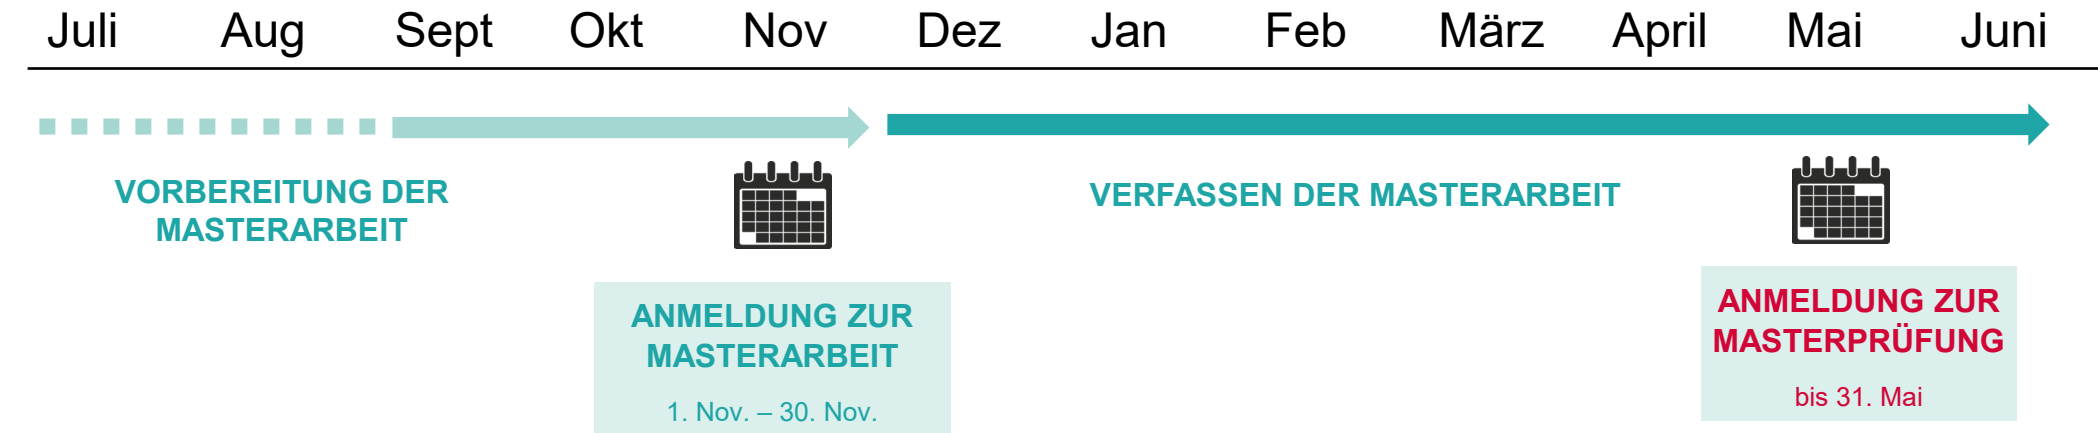 Juli Aug Sept Okt Nov Dez Jan Feb März April Mai Juni
VORBEREITUNG DER
MASTERARBEIT
VERFASSEN DER MASTERARBEIT
ANMELDUNG ZUR
MASTERARBEIT
1. Nov. – 30. Nov.
ANMELDUNG ZUR
MASTERPRÜFUNG
bis 31. Mai